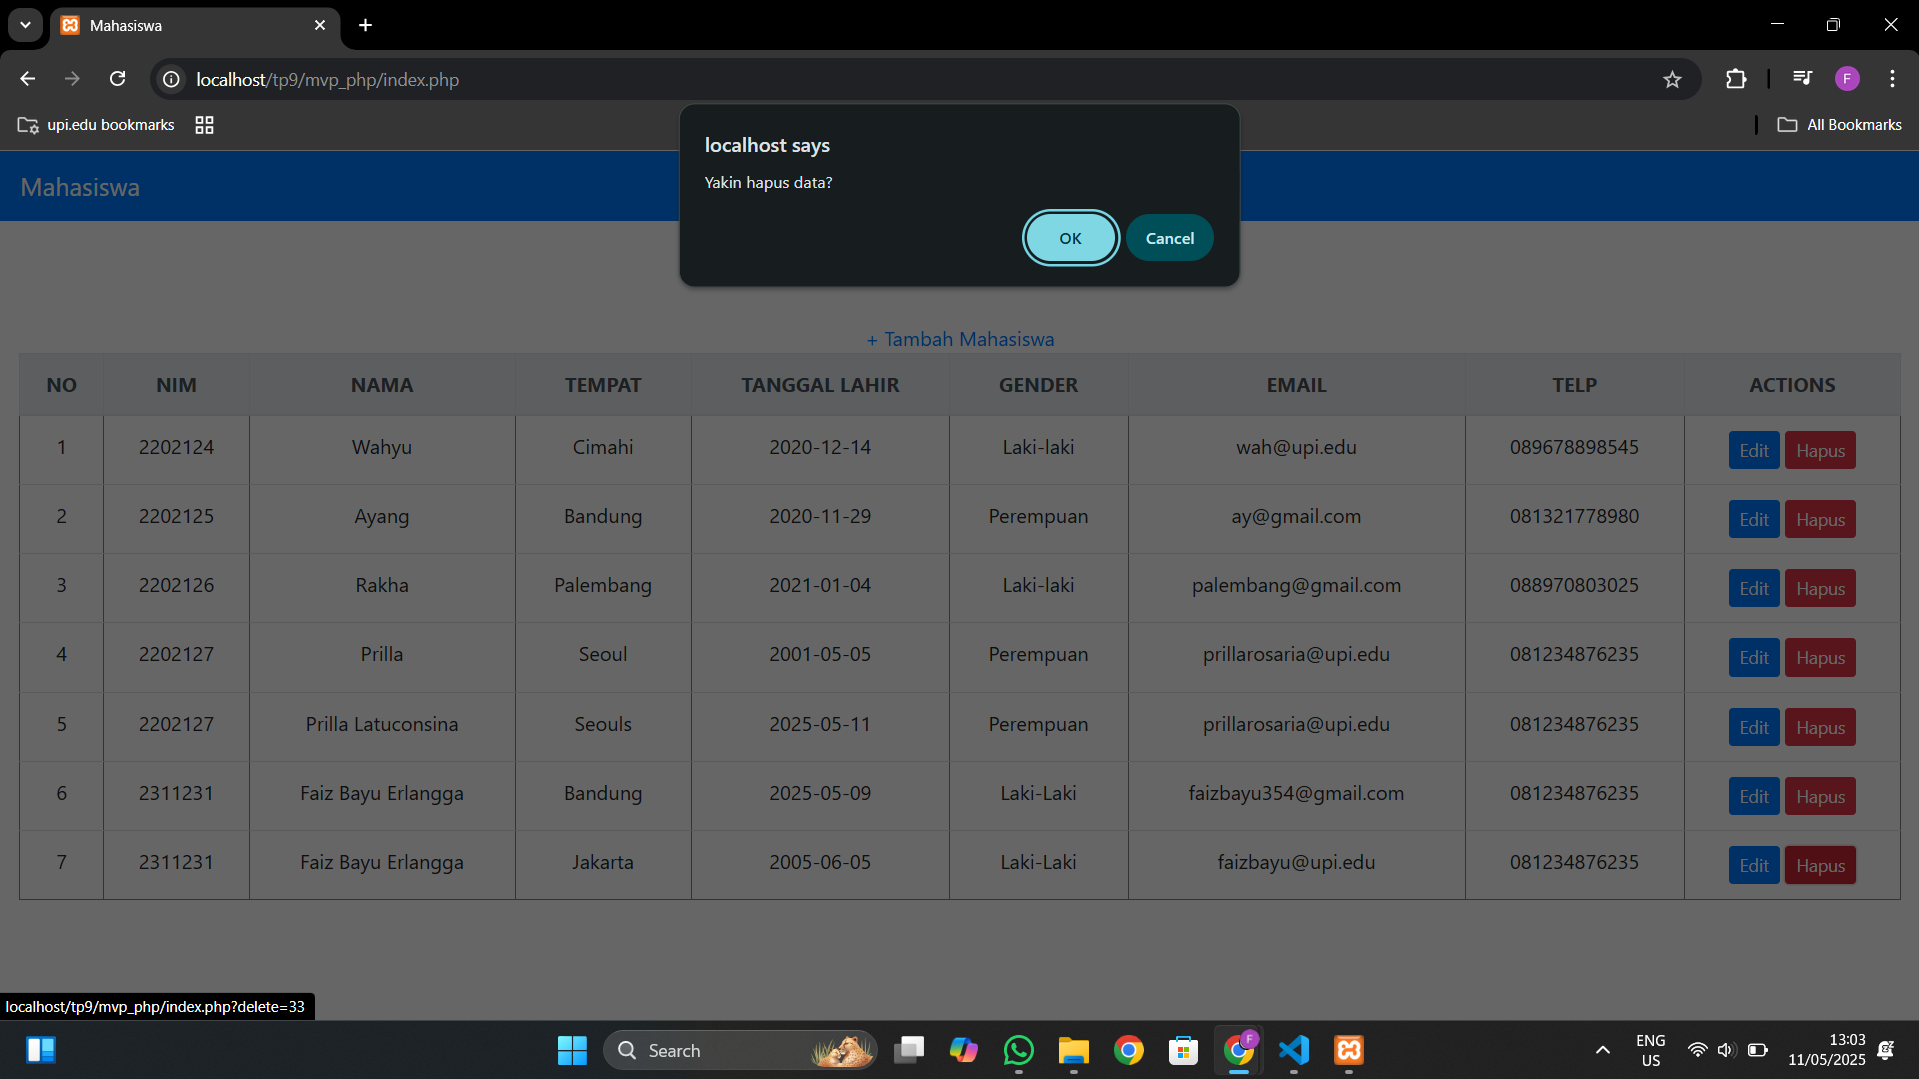 Mahasiswa
localhost/tp9/mvp_php/index.php
F
upi.edu bookmarks
All Bookmarks
localhost says
Yakin hapus data?
OK Cancel
Mahasiswa
+ Tambah Mahasiswa
NO NIM NAMA TEMPAT TANGGAL LAHIR GENDER EMAIL TELP ACTIONS
1 2202124 Wahyu Cimahi 2020-12-14 Laki-laki wah@upi.edu 089678898545 Edit Hapus
2 2202125 Ayang Bandung 2020-11-29 Perempuan ay@gmail.com 081321778980 Edit Hapus
3 2202126 Rakha Palembang 2021-01-04 Laki-laki palembang@gmail.com 088970803025 Edit Hapus
4 2202127 Prilla Seoul 2001-05-05 Perempuan prillarosaria@upi.edu 081234876235 Edit Hapus
5 2202127 Prilla Latuconsina Seouls 2025-05-11 Perempuan prillarosaria@upi.edu 081234876235 Edit Hapus
6 2311231 Faiz Bayu Erlangga Bandung 2025-05-09 Laki-Laki faizbayu354@gmail.com 081234876235 Edit Hapus
7 2311231 Faiz Bayu Erlangga Jakarta 2005-06-05 Laki-Laki faizbayu@upi.edu 081234876235 Edit Hapus
localhost/tp9/mvp_php/index.php?delete=33
Search
F
ENG
US
13:03
11/05/2025